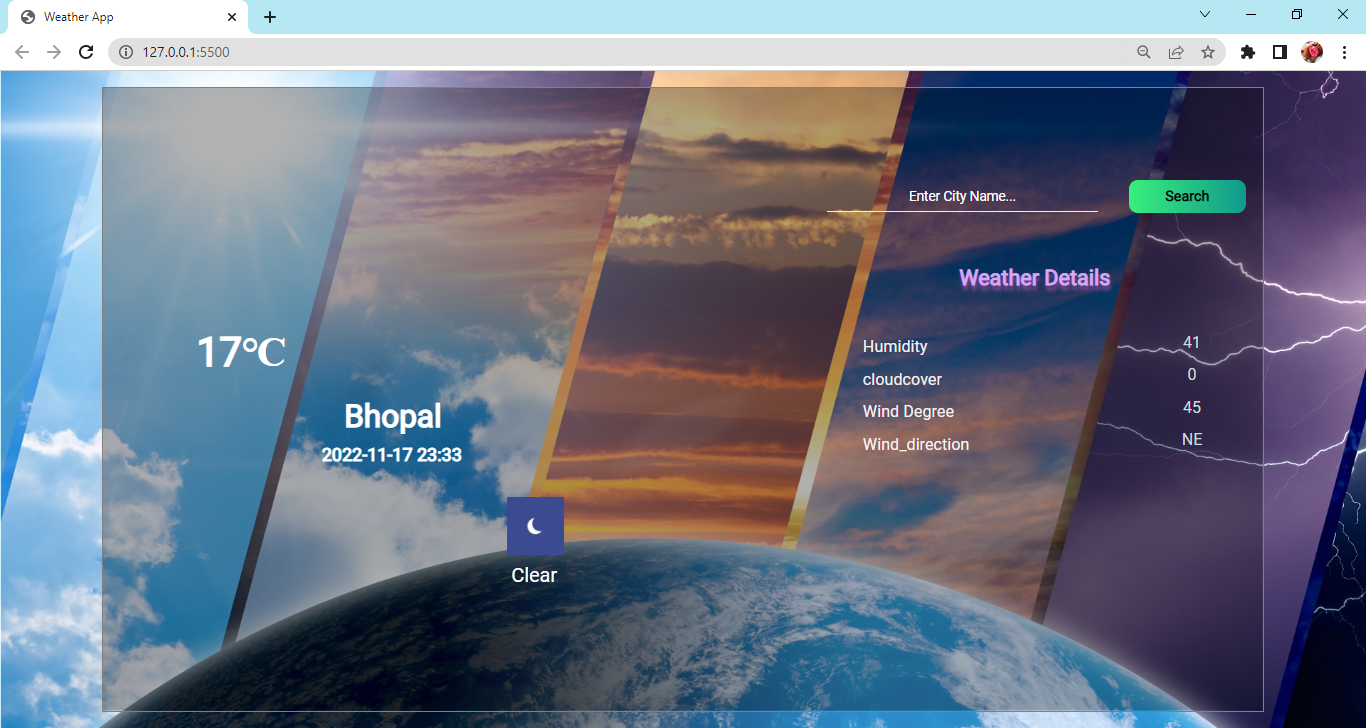 Weather App
127.0.0.1:5500
Enter City Name...
Search
Weather Details
17°C
Bhopal
2022-11-17 23:33
Clear
Humidity 41
cloudcover 0
Wind Degree 45
Wind_direction NE